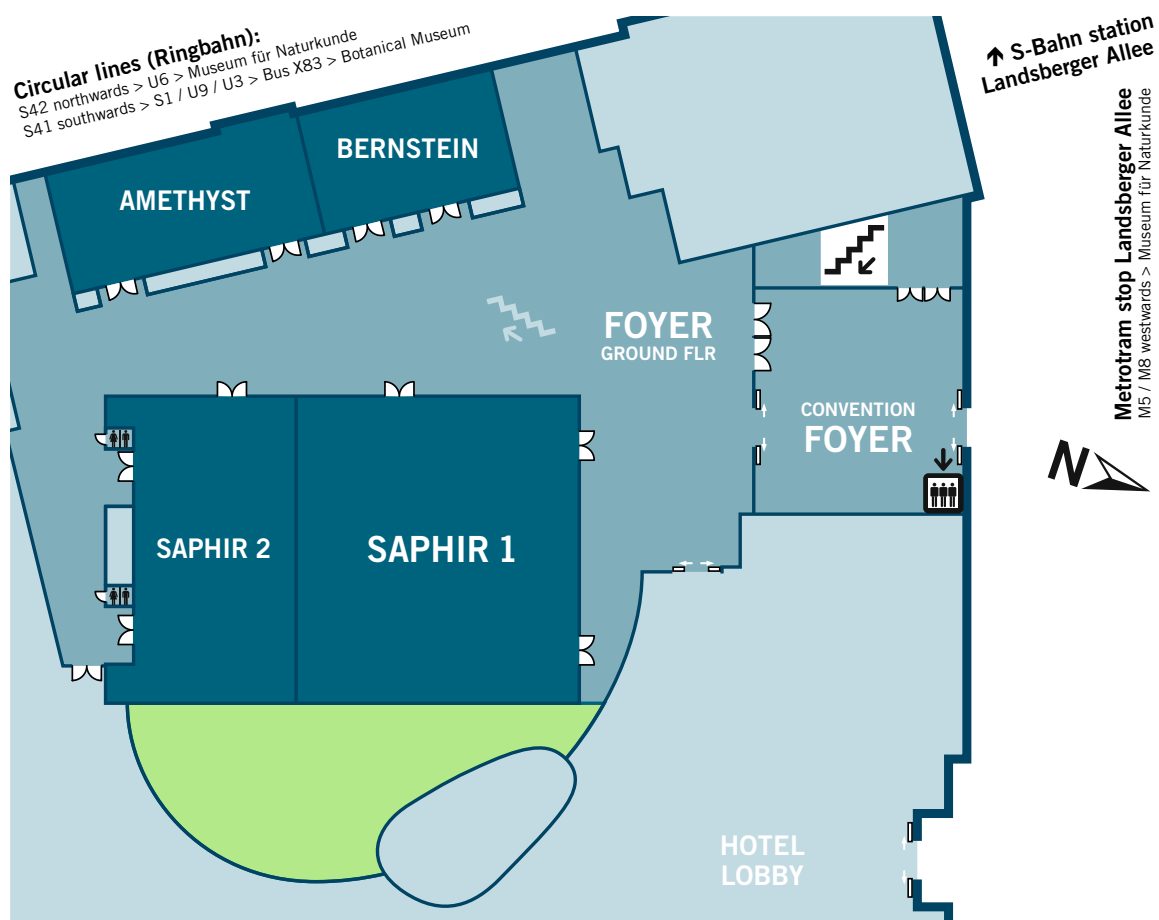 Circular lines (Ringbahn):
S42 northwards > U6 > Museum für Naturkunde
S41 southwards > S1 / U9 / U3 > Bus X83 > Botanical Museum
↑ S-Bahn station
Landsberger Allee
Metrotram stop Landsberger Allee
M5 / M8 westwards > Museum für Naturkunde
BERNSTEIN
AMETHYST
FOYER
GROUND FLR
CONVENTION
FOYER
N
SAPHIR 2
SAPHIR 1
HOTEL
LOBBY